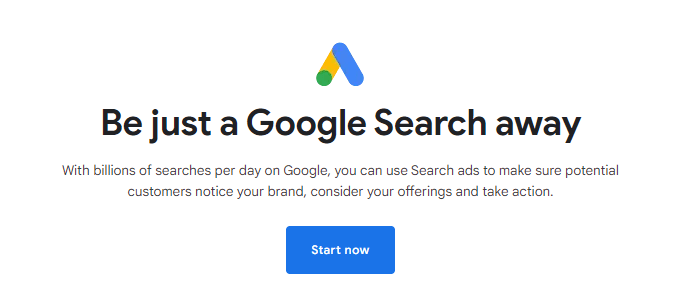 Be just a Google Search away
With billions of searches per day on Google, you can use Search ads to make sure potential
customers notice your brand, consider your offerings and take action.
Start now